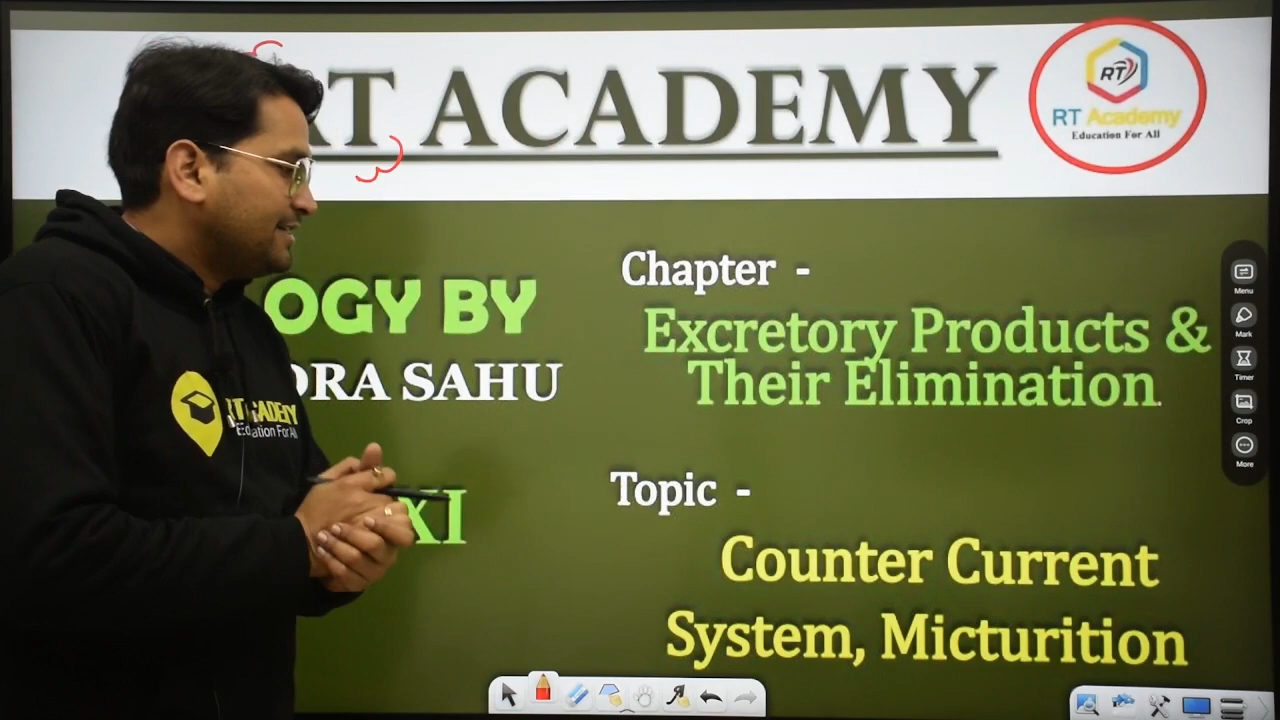 RT ACADEMY
RT
RT Academy
Education For All
OGY BY
DRA SAHU
XI
Chapter -
Excretory Products &
Their Elimination.
Topic -
Counter Current
System, Micturition
RT ACADEMY
Education For All
Menu
Mark
Timer
Crop
More